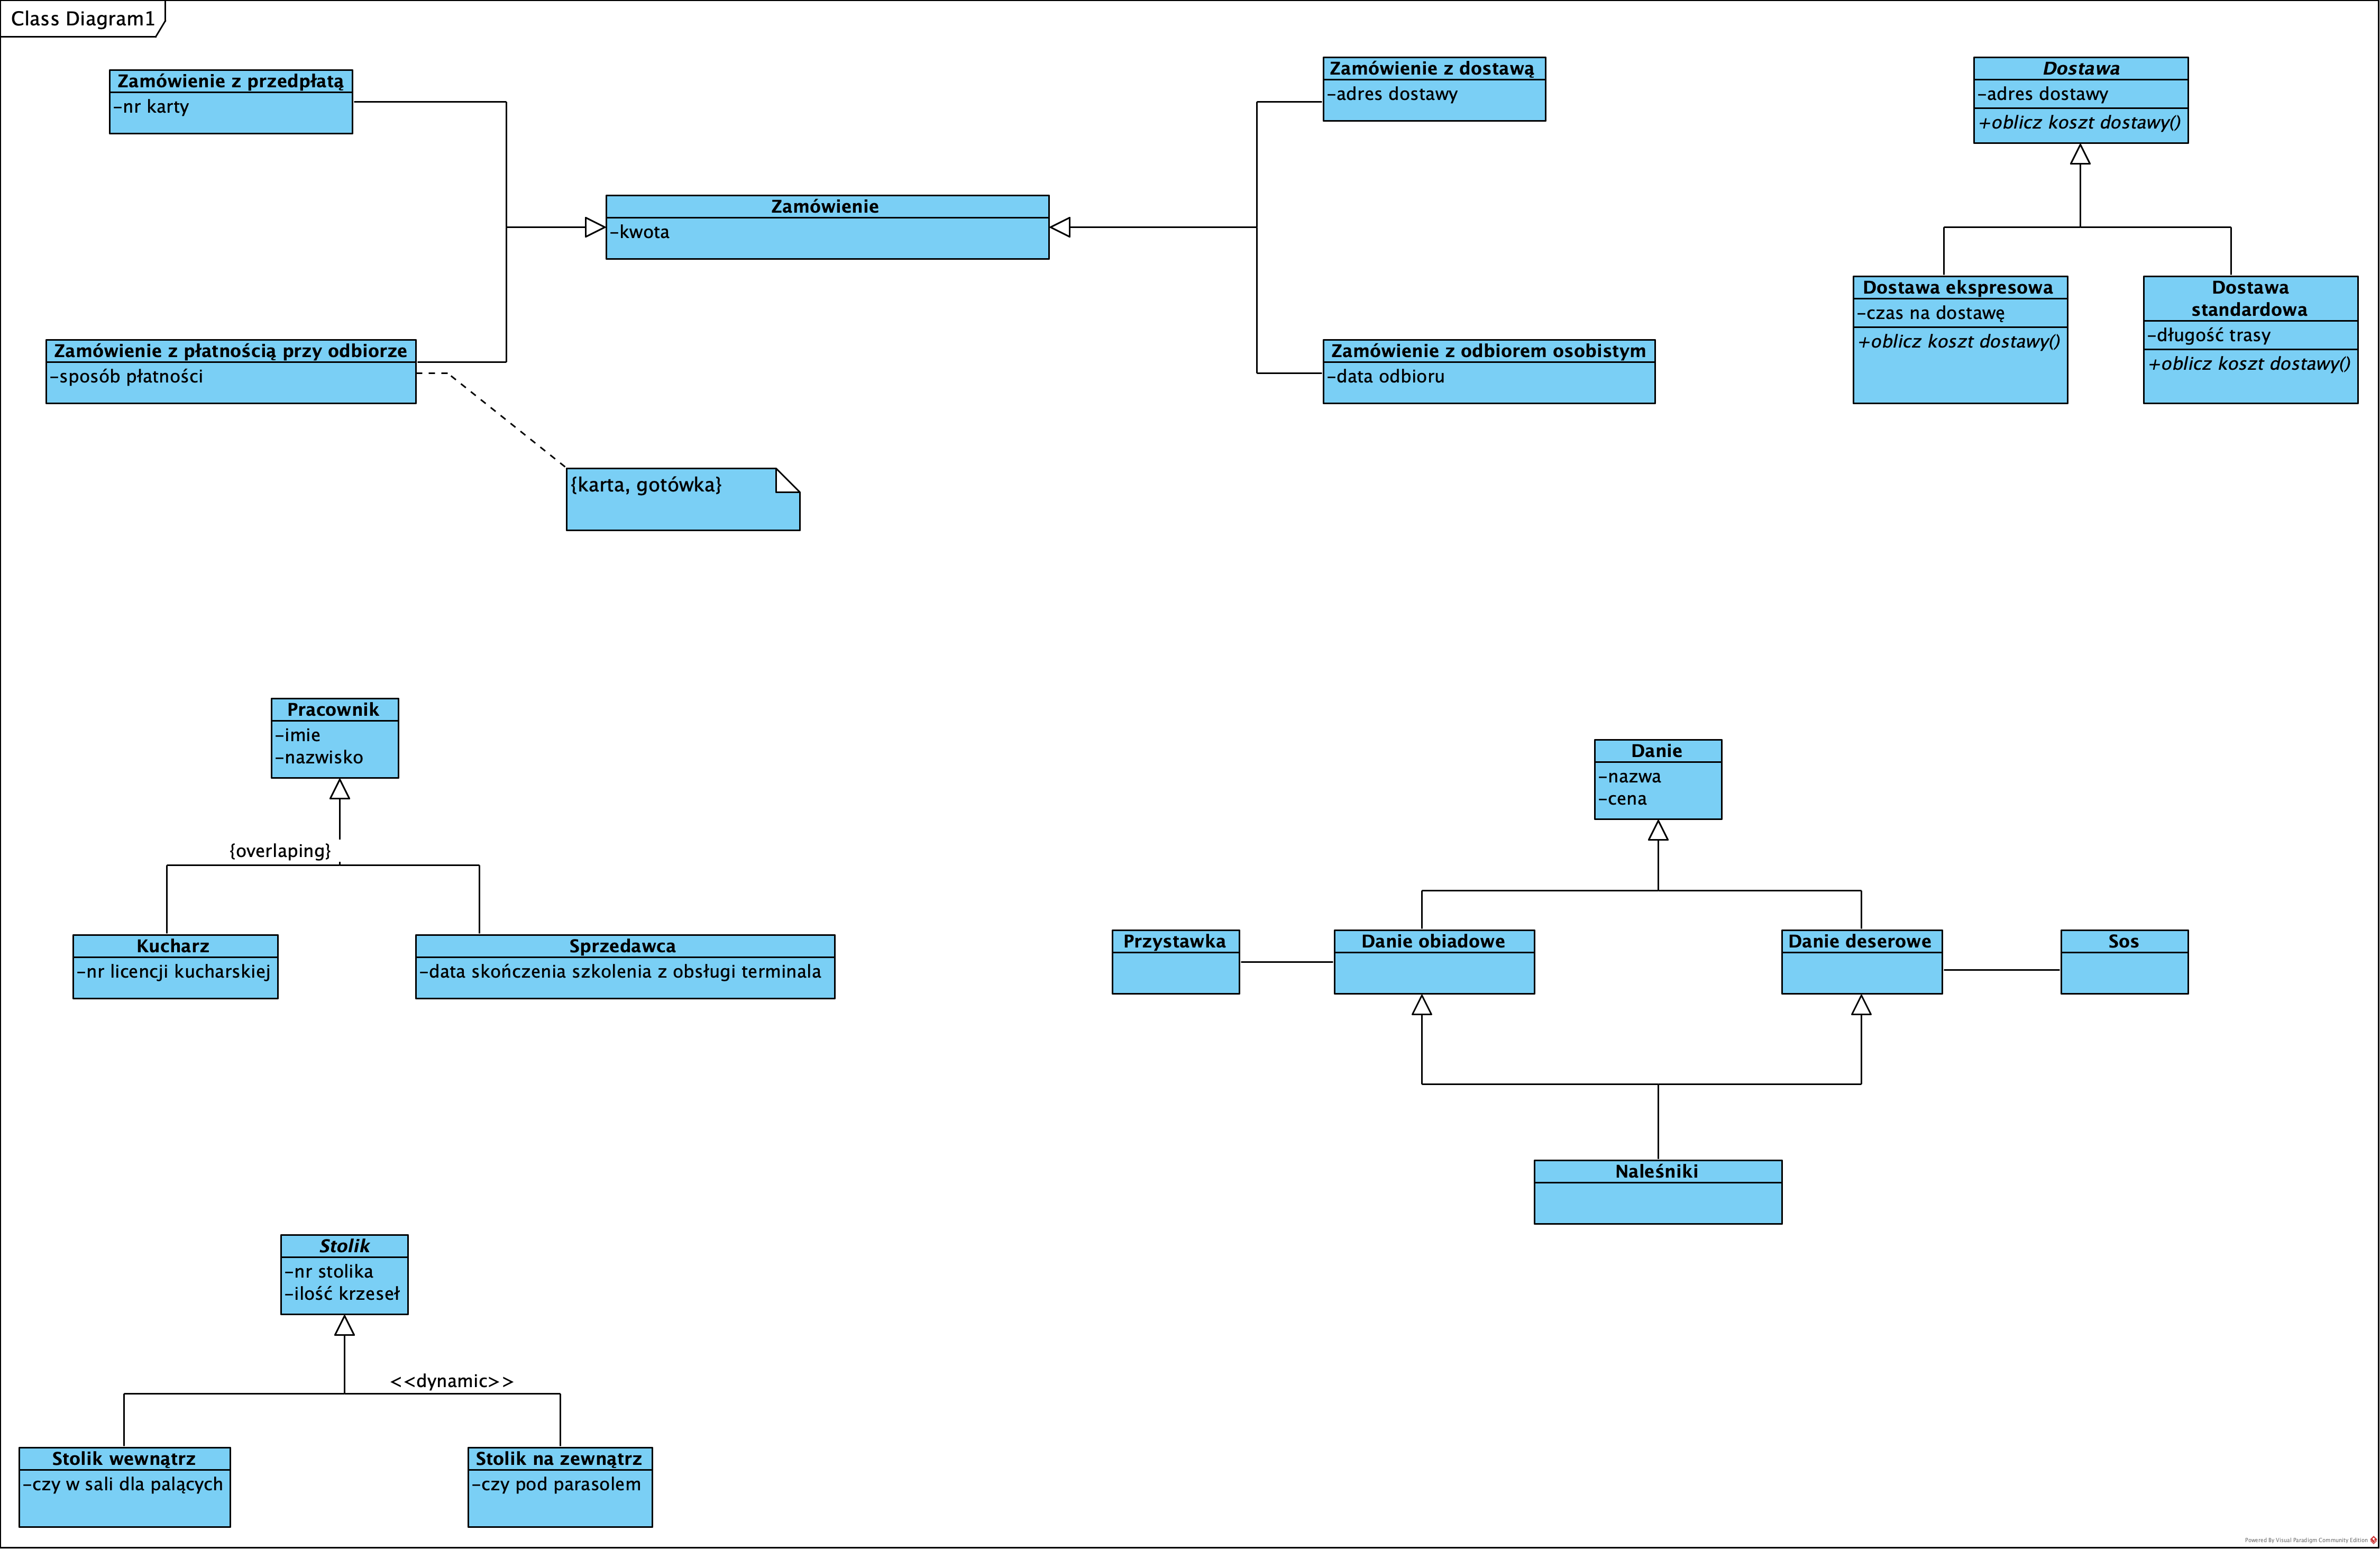 Class Diagram1
Zamówienie z przedpłatą
-nr karty
Zamówienie z dostawą
-adres dostawy
Dostawa
-adres dostawy
+oblicz koszt dostawy()
Zamówienie
-kwota
Dostawa ekspresowa
-czas na dostawę
+oblicz koszt dostawy()
Dostawa
standardowa
-długość trasy
+oblicz koszt dostawy()
Zamówienie z płatnością przy odbiorze
-sposób płatności
Zamówienie z odbiorem osobistym
-data odbioru
{karta, gotówka}
Pracownik
-imie
-nazwisko
Danie
-nazwa
-cena
{overlaping}
Kucharz
-nr licencji kucharskiej
Sprzedawca
-data skończenia szkolenia z obsługi terminala
Przystawka
Danie obiadowe
Danie deserowe
Sos
Naleśniki
Stolik
-nr stolika
-ilość krzeseł
<<dynamic>>
Stolik wewnątrz
-czy w sali dla palących
Stolik na zewnątrz
-czy pod parasolem
Powered By Visual Paradigm Community Edition